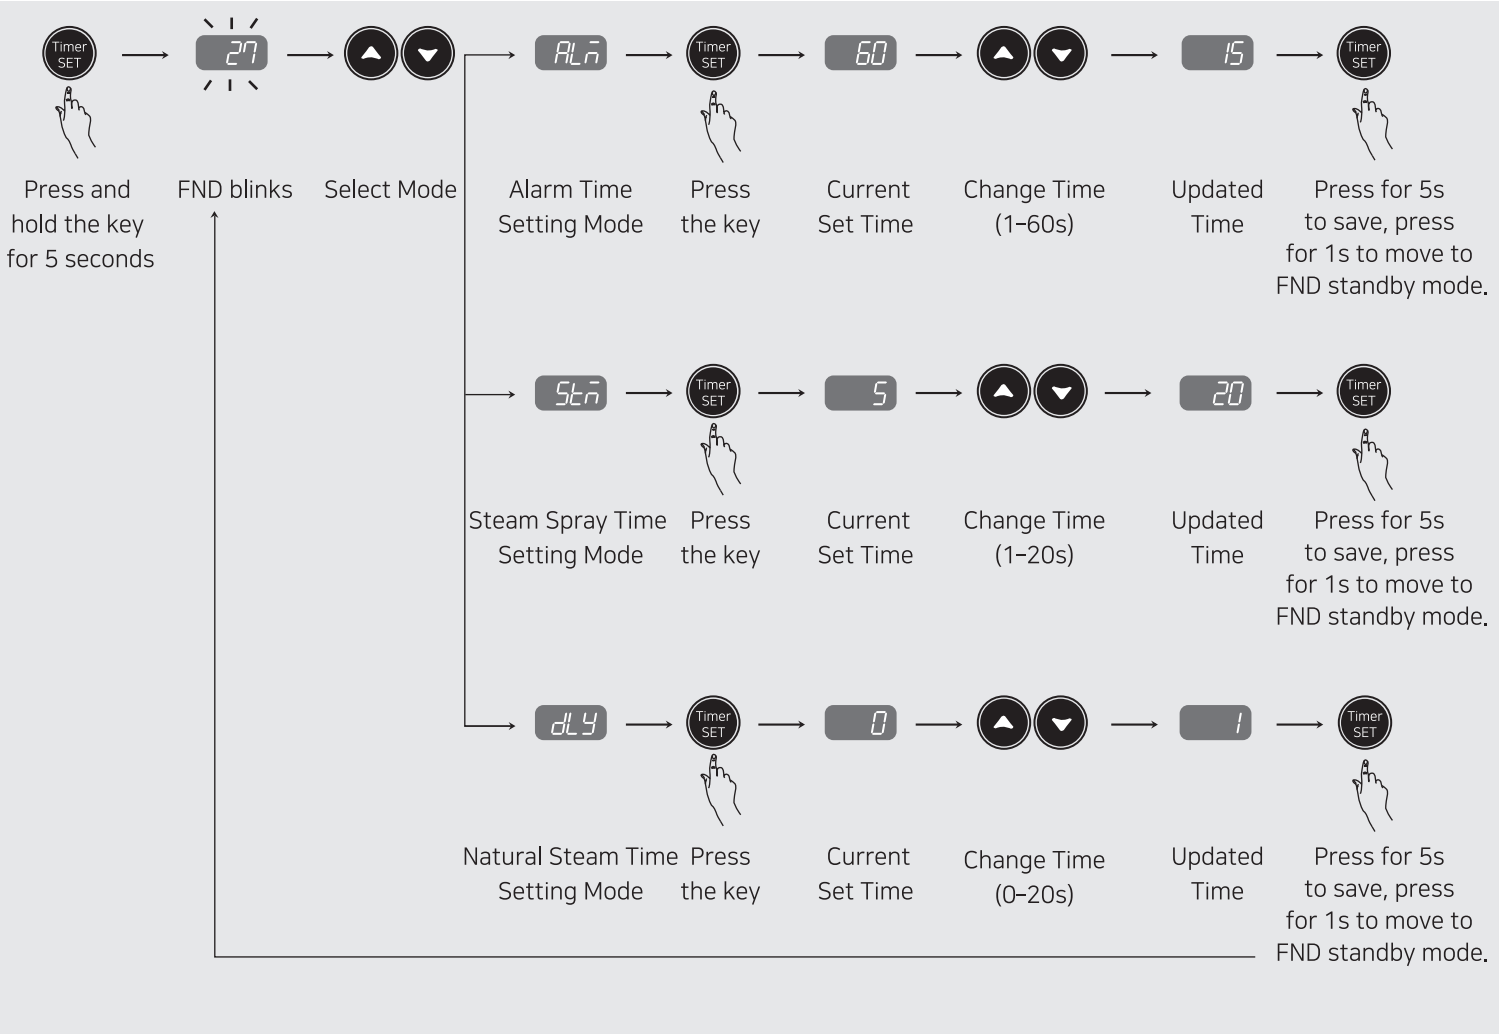 Timer
SET
27
ALm
Timer
SET
60
15
Timer
SET
Press and
hold the key
for 5 seconds
FND blinks
Select Mode
Alarm Time
Setting Mode
Press
the key
Current
Set Time
Change Time
(1-60s)
Updated
Time
Press for 5s
to save, press
for 1s to move to
FND standby mode.
Stm
Timer
SET
5
20
Timer
SET
Steam Spray Time
Setting Mode
Press
the key
Current
Set Time
Change Time
(1-20s)
Updated
Time
Press for 5s
to save, press
for 1s to move to
FND standby mode.
dLY
Timer
SET
0
1
Timer
SET
Natural Steam Time
Setting Mode
Press
the key
Current
Set Time
Change Time
(0-20s)
Updated
Time
Press for 5s
to save, press
for 1s to move to
FND standby mode.